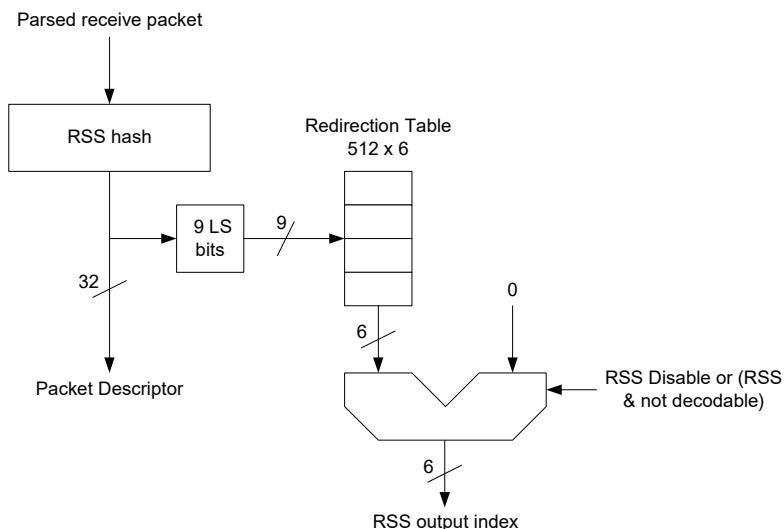 Parsed receive packet
RSS hash
Redirection Table
512 x 6
9 LS
bits
9
32
0
6
Packet Descriptor
RSS Disable or (RSS
& not decodable)
6
RSS output index